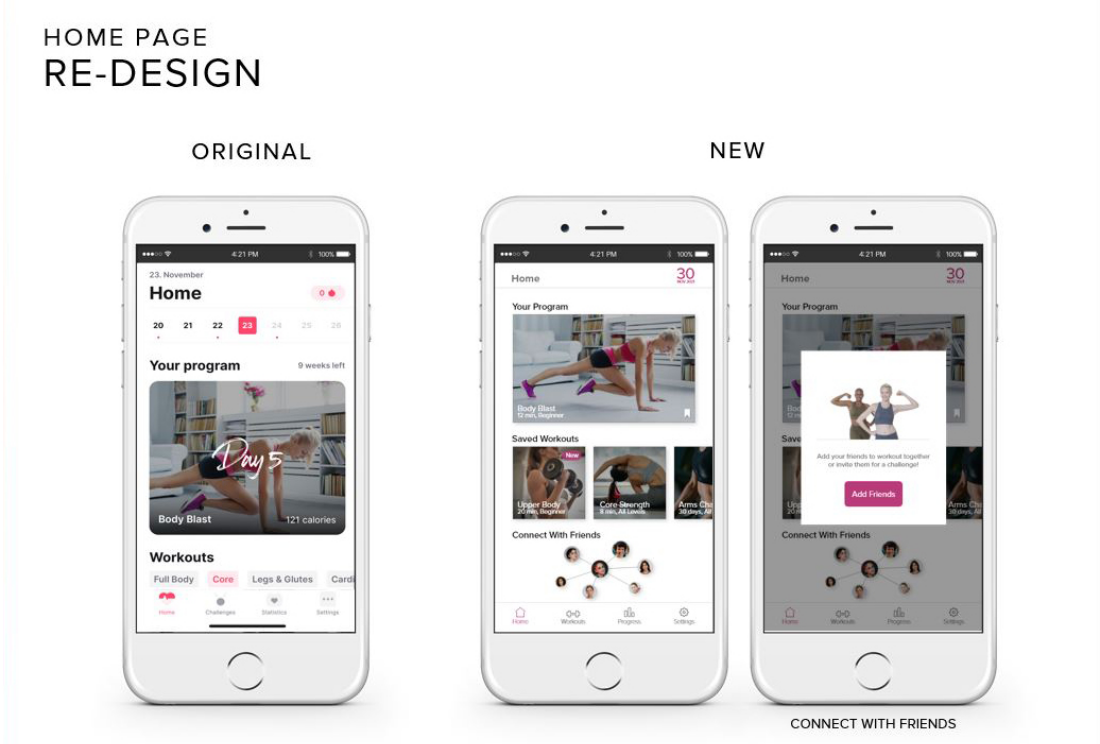 HOME PAGE
RE-DESIGN
ORIGINAL
NEW
4:21 PM
100%
23. November
Home
0
20 21 22 23 24 25 26
Your program
9 weeks left
Day 5
Body Blast
121 calories
Workouts
Full Body Core Legs & Glutes Cardi
Home Challenges Statistics Settings
4:21 PM
100%
Home
30
Your Program
Body Blast
12 min, Beginner
Saved Workouts
New
Upper Body
20 min, Beginner
Core Strength
8 min, All Levels
Arms Cha
30 days, All
Connect With Friends
Home Workouts Progress Settings
4:21 PM
100%
Home
30
Your Program
Saved Workouts
Add your friends to workout together
or invite them for a challenge!
Add Friends
Arms Cha
30 days, All
Connect With Friends
Home Workouts Progress Settings
CONNECT WITH FRIENDS